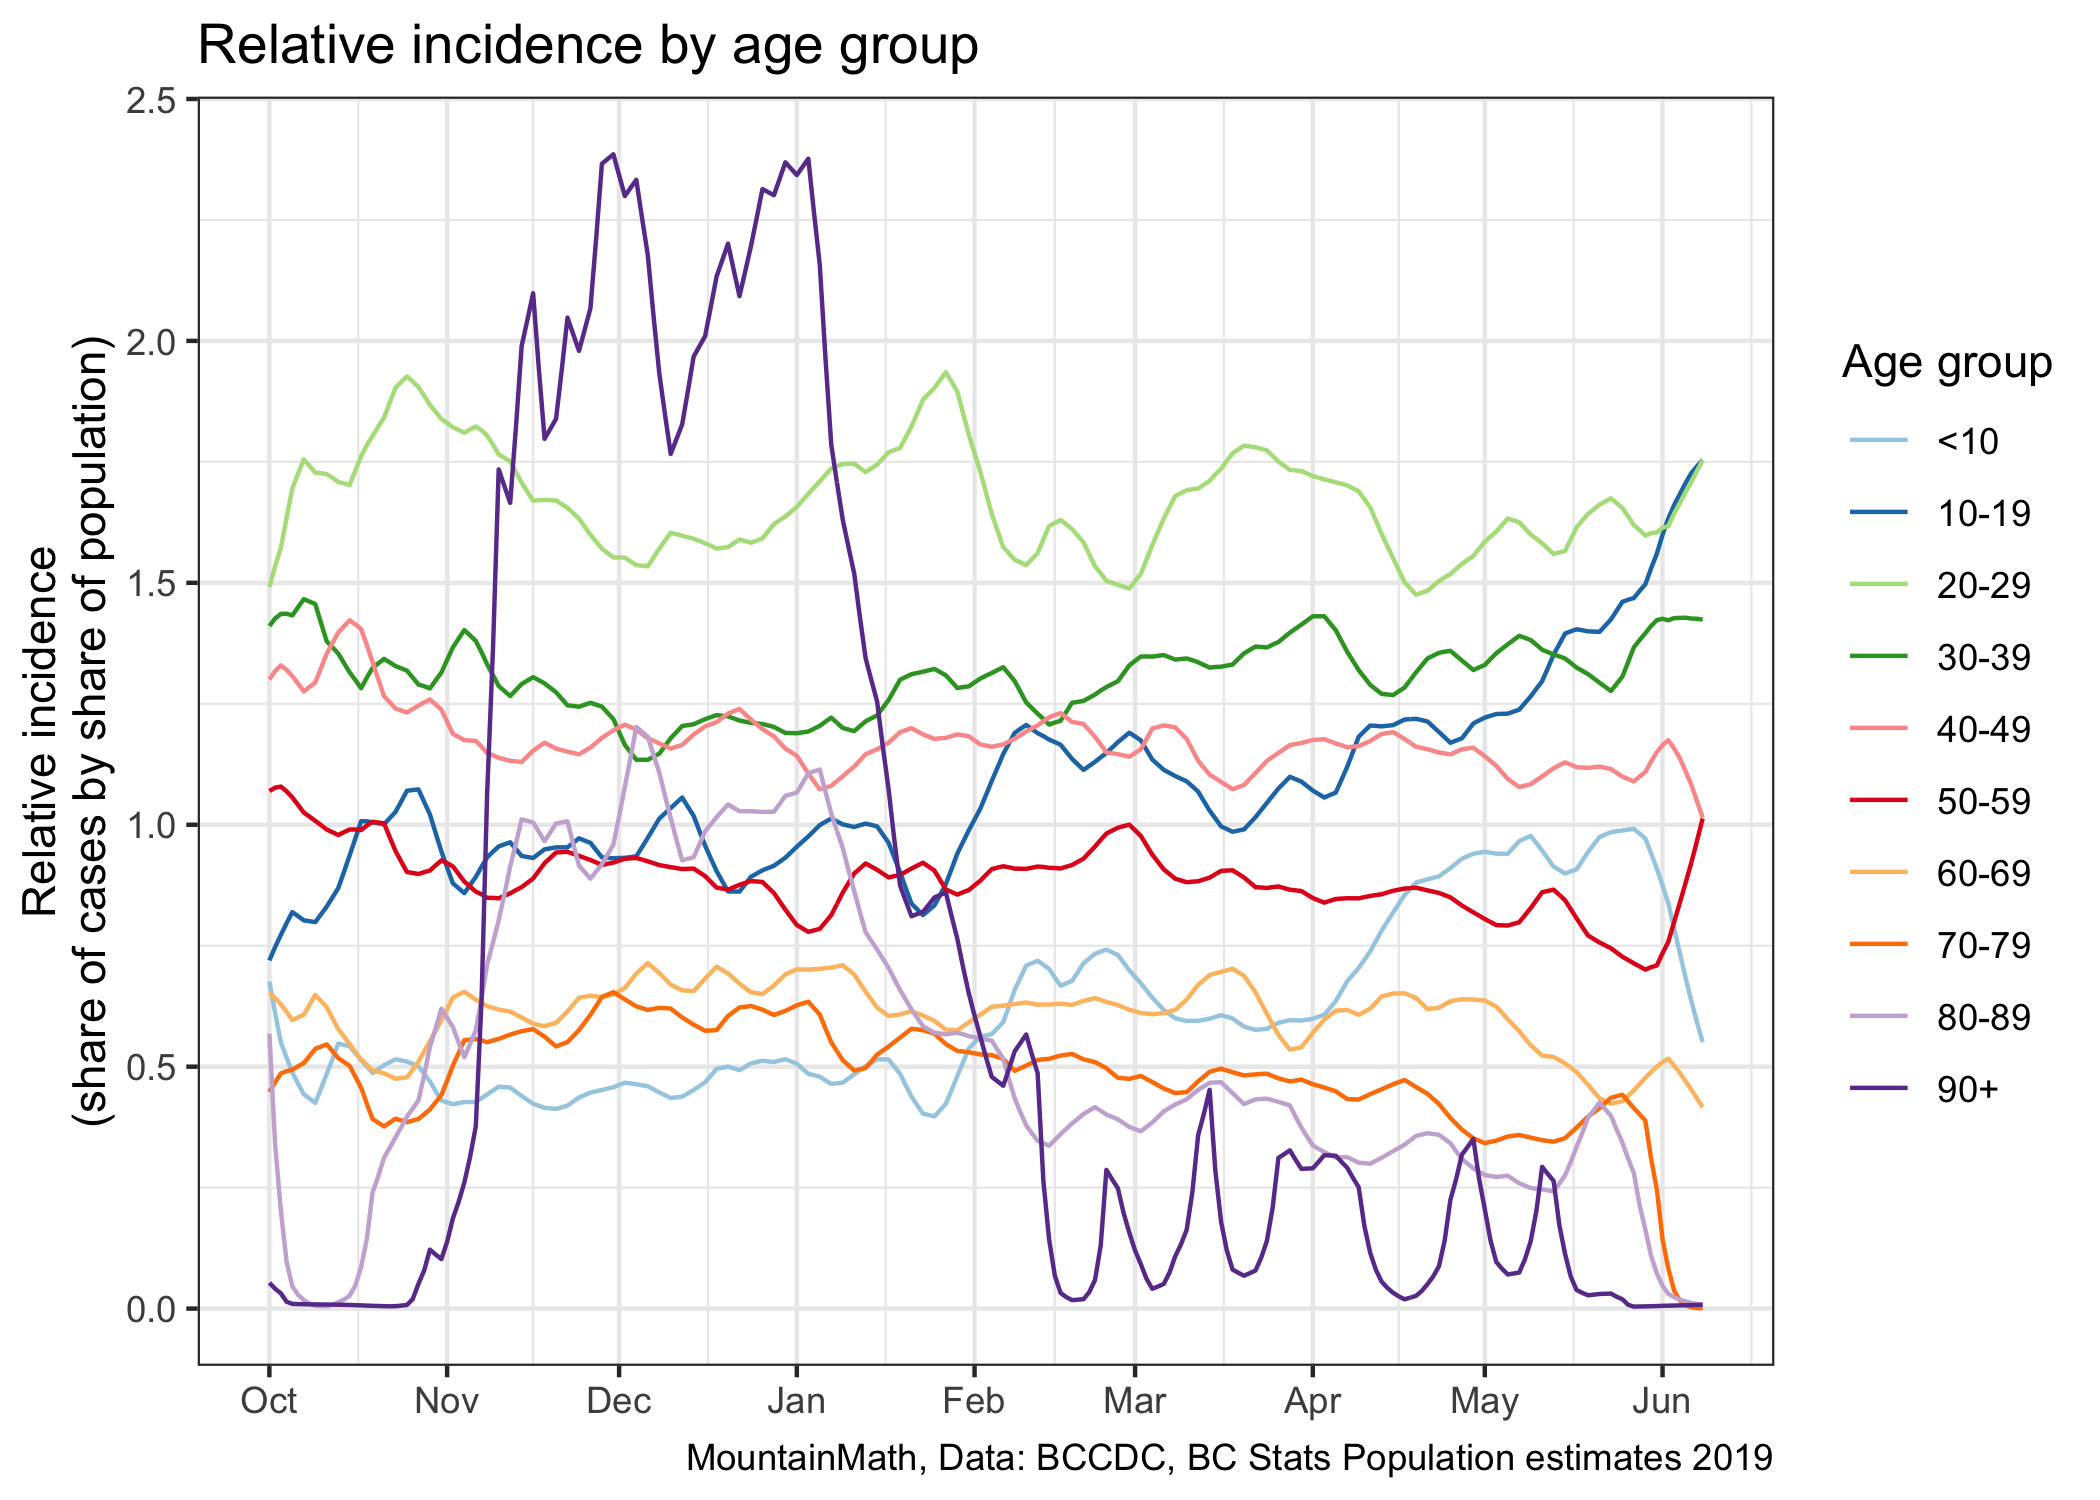 Relative incidence by age group
Relative incidence
(share of cases by share of population)
2.5
2.0
1.5
1.0
0.5
0.0
Oct Nov Dec Jan Feb Mar Apr May Jun
Age group
<10
10-19
20-29
30-39
40-49
50-59
60-69
70-79
80-89
90+
MountainMath, Data: BCCDC, BC Stats Population estimates 2019